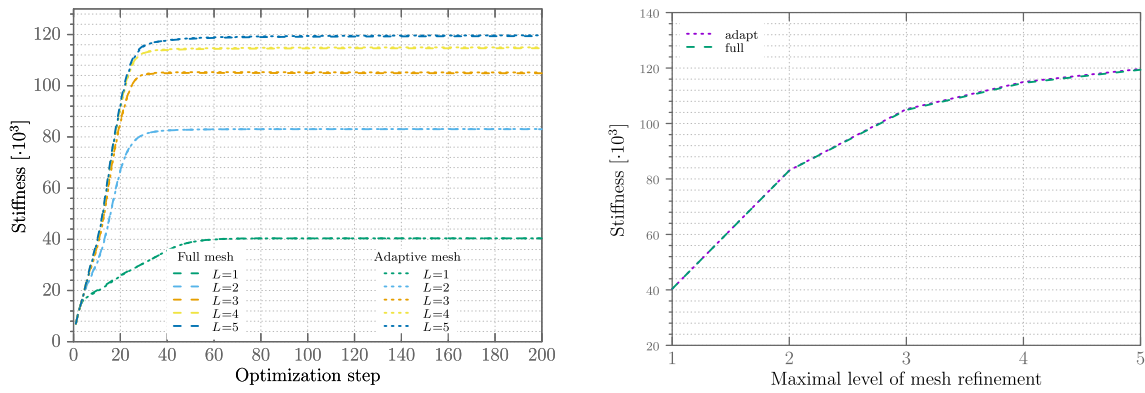 120
100
80
60
40
20
0
Stiffness [·10³]
Full mesh
L=1
L=2
L=3
L=4
L=5
Adaptive mesh
L=1
L=2
L=3
L=4
L=5
0 20 40 60 80 100 120 140 160 180 200
Optimization step
140
120
100
80
60
40
20
Stiffness [·10³]
adapt
full
1 2 3 4 5
Maximal level of mesh refinement